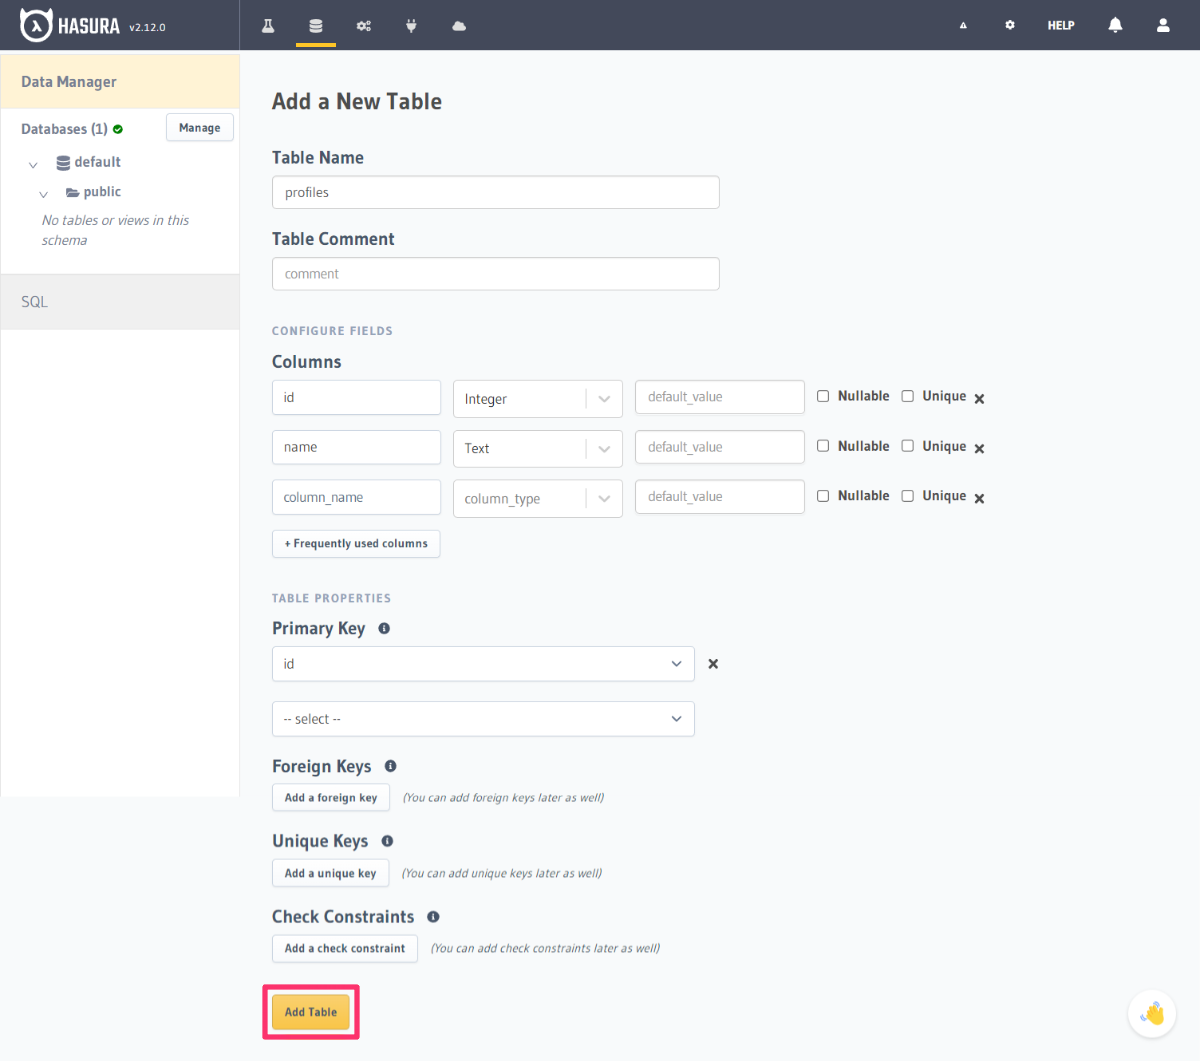 HASURA v2.12.0
HELP
Data Manager
Databases (1)
Manage
default
public
No tables or views in this
schema
SQL
Add a New Table
Table Name
profiles
Table Comment
comment
CONFIGURE FIELDS
Columns
id Integer default_value Nullable Unique
name Text default_value Nullable Unique
column_name column_type default_value Nullable Unique
+ Frequently used columns
TABLE PROPERTIES
Primary Key
id
-- select --
Foreign Keys
Add a foreign key (You can add foreign keys later as well)
Unique Keys
Add a unique key (You can add unique keys later as well)
Check Constraints
Add a check constraint (You can add check constraints later as well)
Add Table